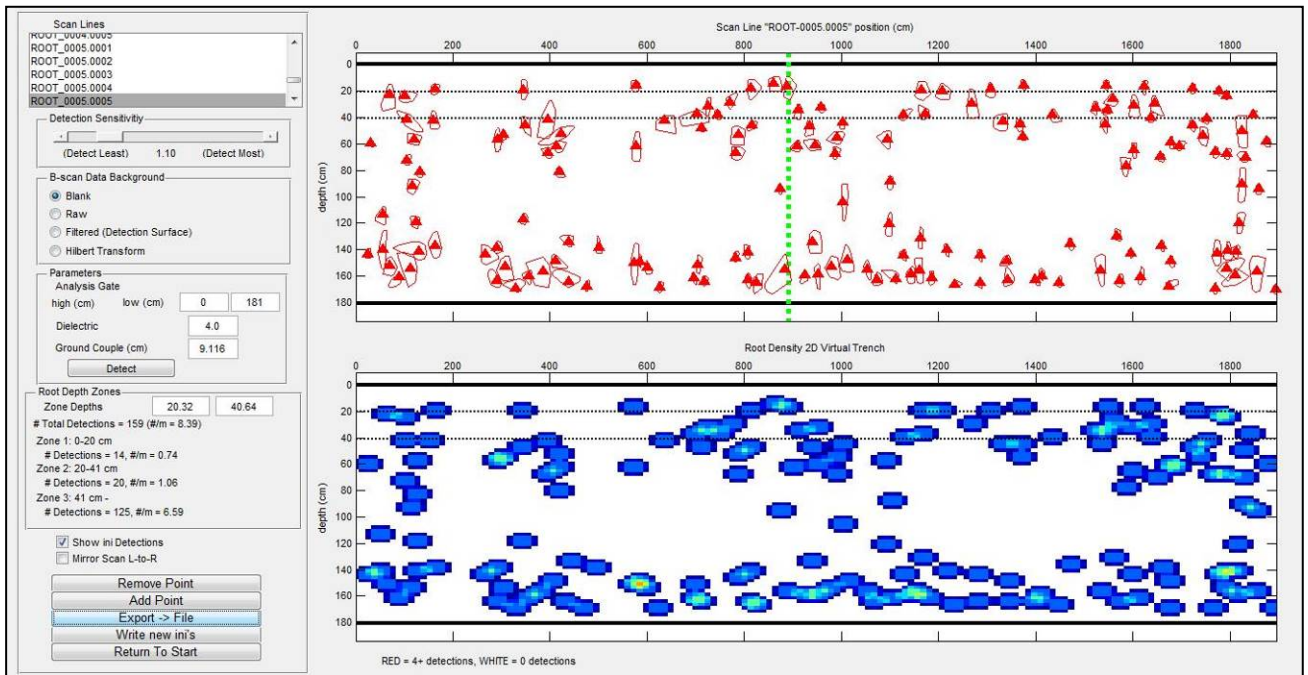 Scan Lines
ROOT_0004.0005
ROOT_0005.0001
ROOT_0005.0002
ROOT_0005.0003
ROOT_0005.0004
ROOT_0005.0005
Detection Sensitivitiy
(Detect Least) 1.10 (Detect Most)
B-scan Data Background
Blank
Raw
Filtered (Detection Surface)
Hilbert Transform
Parameters
Analysis Gate
high (cm) low (cm) 0 181
Dielectric 4.0
Ground Couple (cm) 9.116
Detect
Root Depth Zones
Zone Depths 20.32 40.64
# Total Detections = 159 (#/m = 8.39)
Zone 1: 0-20 cm
# Detections = 14, #/m = 0.74
Zone 2: 20-41 cm
# Detections = 20, #/m = 1.06
Zone 3: 41 cm -
# Detections = 125, #/m = 6.59
Show ini Detections
Mirror Scan L-to-R
Remove Point
Add Point
Export -> File
Write new ini's
Return To Start
Scan Line "ROOT-0005.0005" position (cm)
0 200 400 600 800 1000 1200 1400 1600 1800
0
20
40
60
80
100
120
140
160
180
depth (cm)
Root Density 2D Virtual Trench
0 200 400 600 800 1000 1200 1400 1600 1800
0
20
40
60
80
100
120
140
160
180
depth (cm)
RED = 4+ detections, WHITE = 0 detections